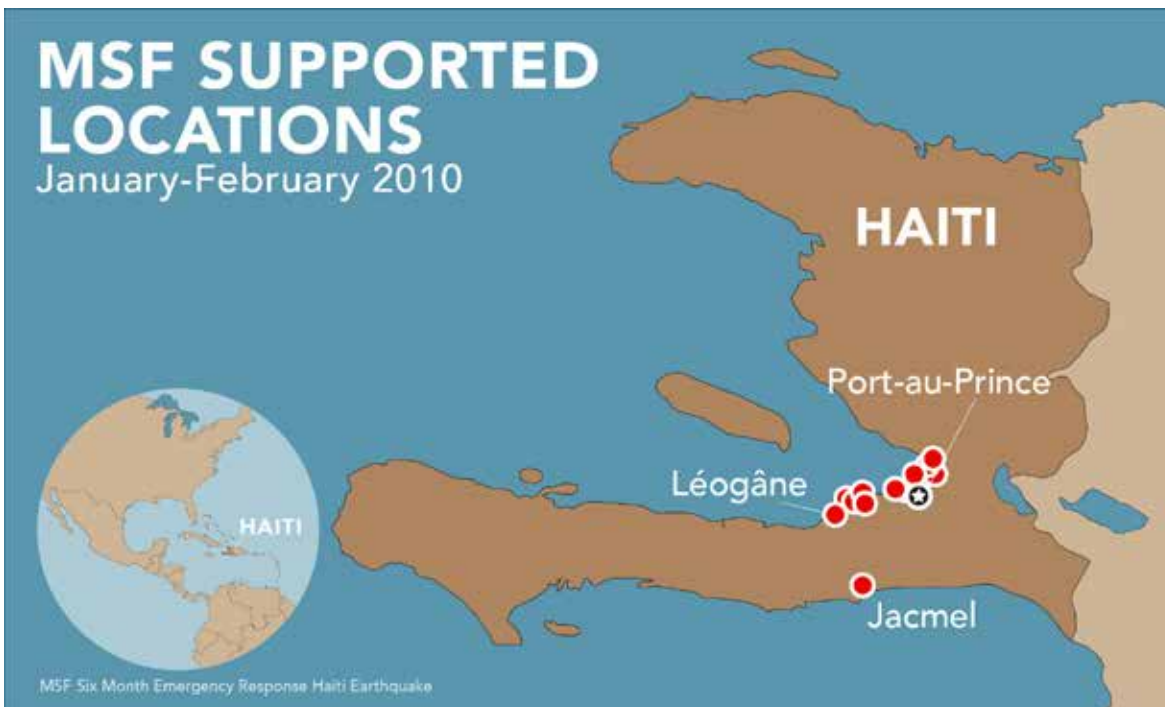 MSF SUPPORTED
LOCATIONS
January-February 2010
HAITI
Port-au-Prince
Léogâne
HAITI
Jacmel
MSF Six Month Emergency Response Haiti Earthquake